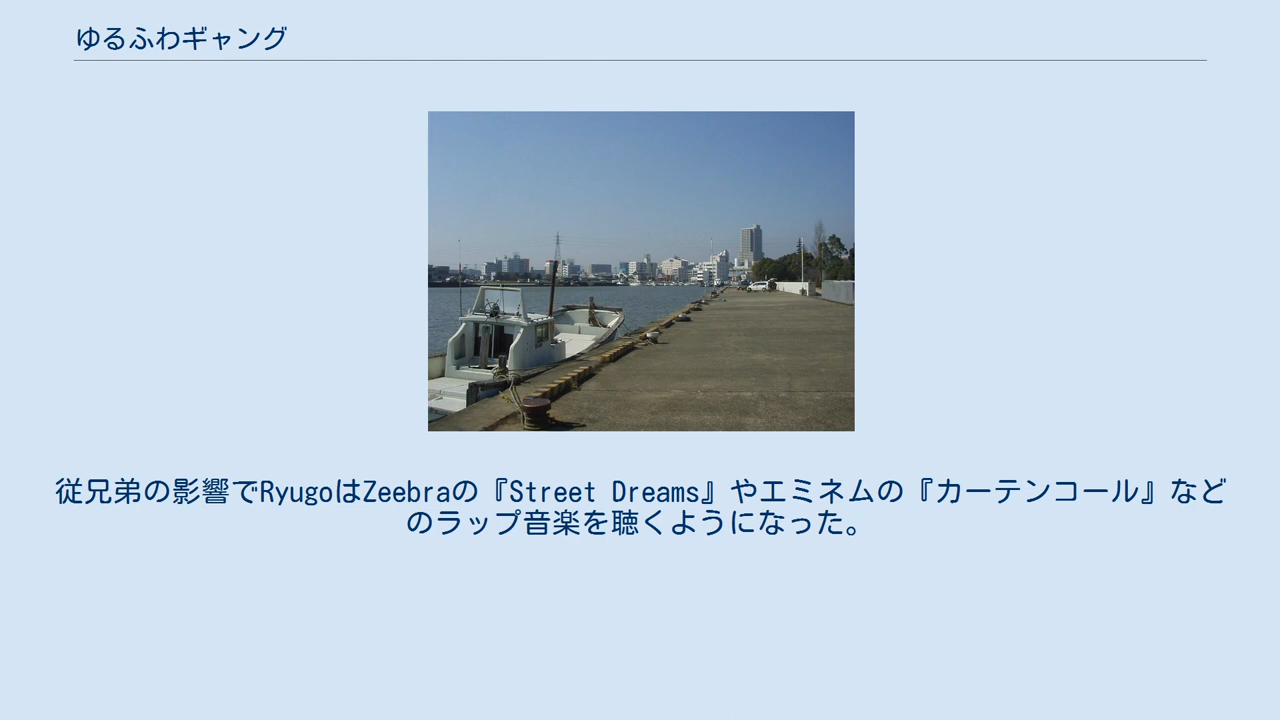 ゆるふわギャング
従兄弟の影響でRyugoはZeebraの『Street Dreams』やエミネムの『カーテンコール』など
のラップ音楽を聴くようになった。